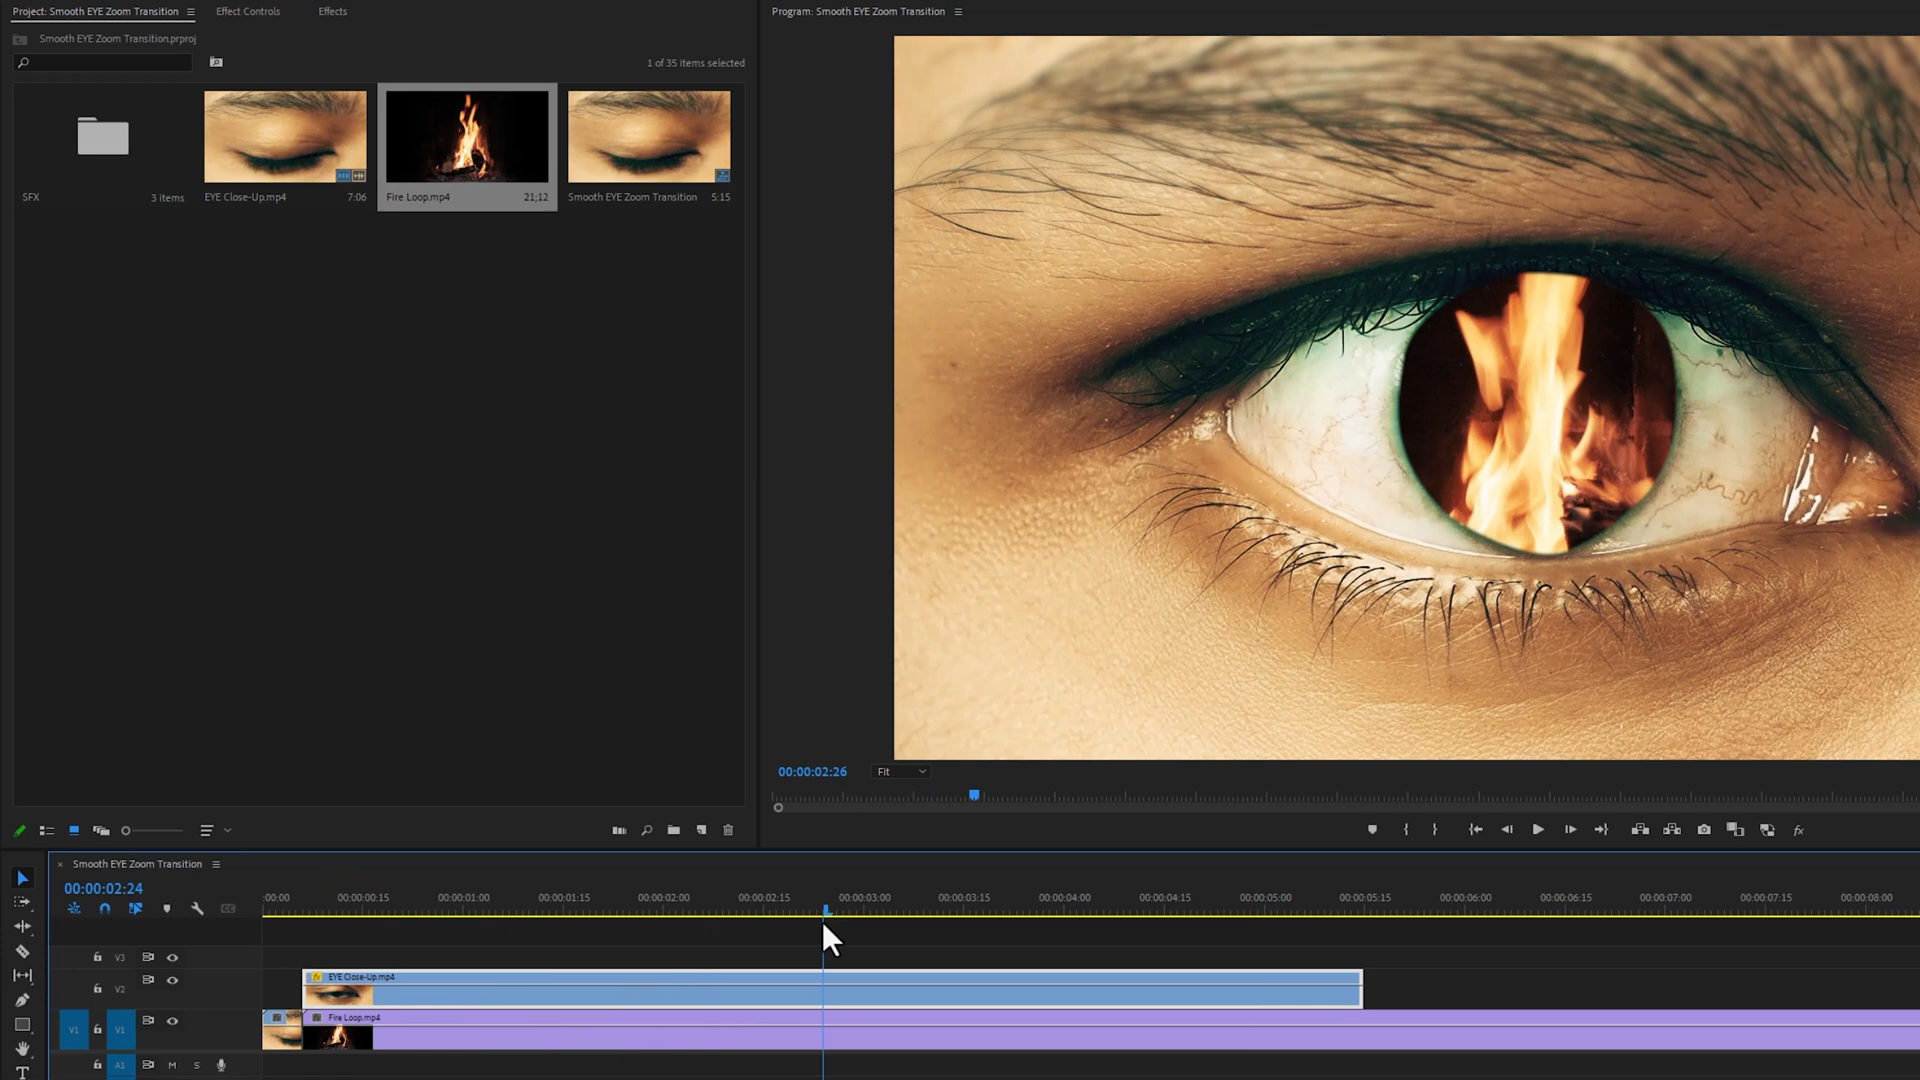 Project: Smooth EYE Zoom Transition
Effect Controls
Effects
Smooth EYE Zoom Transition.prproj
1 of 35 items selected
SFX
3 items
EYE Close-Up.mp4
7:06
Fire Loop.mp4
21;12
Smooth EYE Zoom Transition
5:15
Program: Smooth EYE Zoom Transition
00:00:02:26
Fit
fx
Smooth EYE Zoom Transition
00:00:02:24
:00:00
00:00:00:15
00:00:01:00
00:00:01:15
00:00:02:00
00:00:02:15
00:00:03:00
00:00:03:15
00:00:04:00
00:00:04:15
00:00:05:00
00:00:05:15
00:00:06:00
00:00:06:15
00:00:07:00
00:00:07:15
00:00:08:00
CC
V3
V2
fx EYE Close-Up.mp4
V1
V1
Fire Loop.mp4
A1
M
S
T